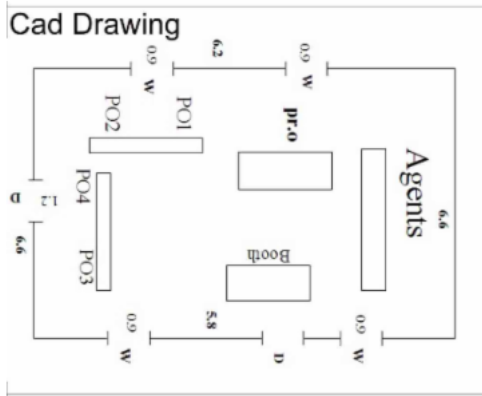 Cad Drawing
0.9
W
6.2
0.9
W
PO2
PO1
pr.o
Agents
PO4
PO3
D
1.2
6.6
6.6
Booth
0.9
W
5.8
D
0.9
W